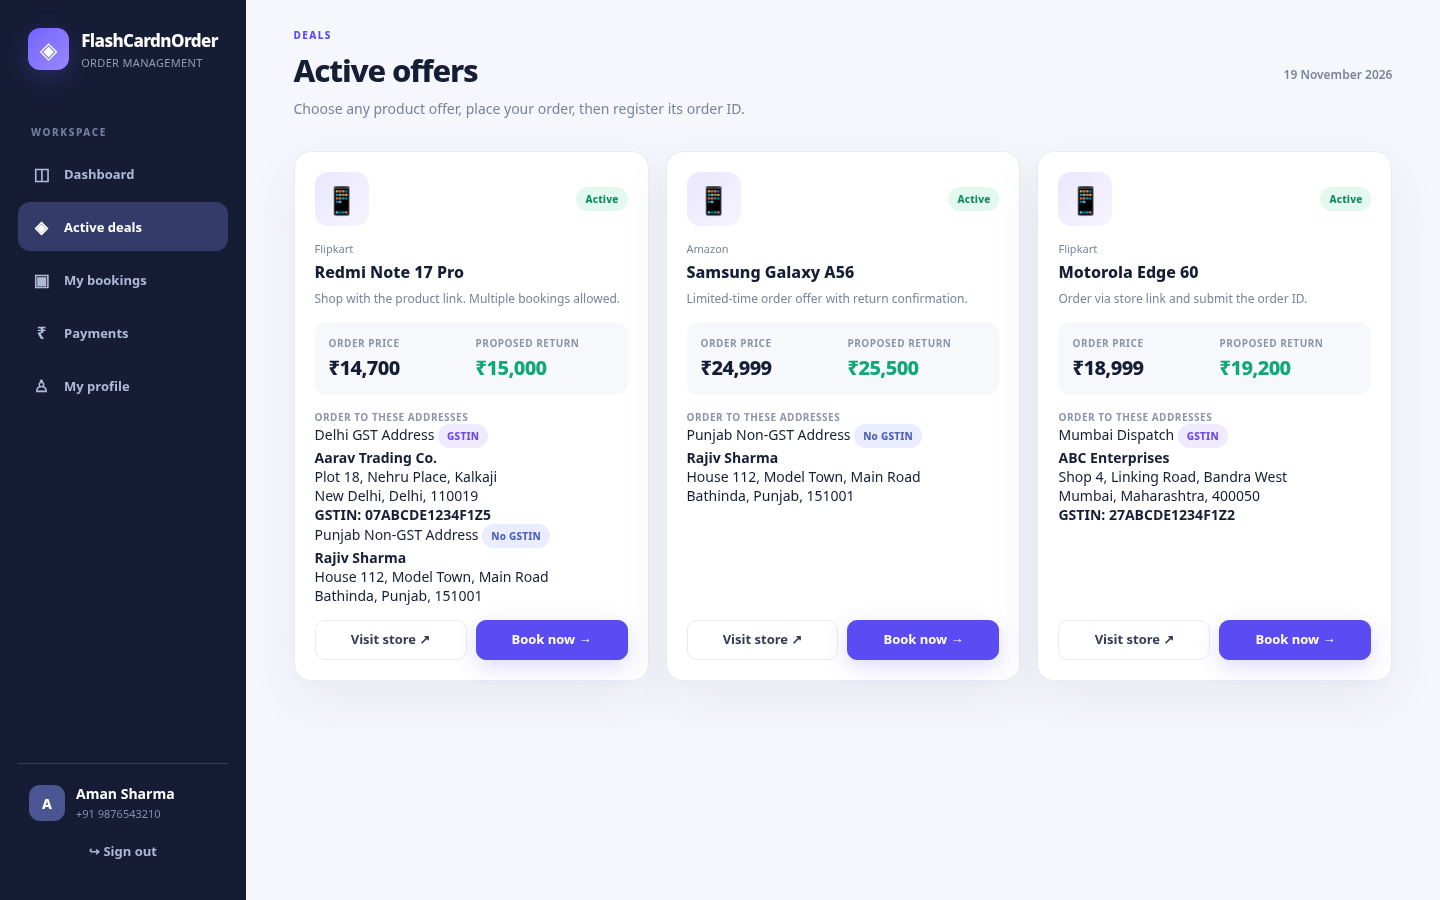 FlashCardnOrder
ORDER MANAGEMENT
WORKSPACE
Dashboard
Active deals
My bookings
₹ Payments
My profile
A
Aman Sharma
+91 9876543210
↪ Sign out
DEALS
Active offers
19 November 2026
Choose any product offer, place your order, then register its order ID.
Active
Flipkart
Redmi Note 17 Pro
Shop with the product link. Multiple bookings allowed.
ORDER PRICE
₹14,700
PROPOSED RETURN
₹15,000
ORDER TO THESE ADDRESSES
Delhi GST Address GSTIN
Aarav Trading Co.
Plot 18, Nehru Place, Kalkaji
New Delhi, Delhi, 110019
GSTIN: 07ABCDE1234F1Z5
Punjab Non-GST Address No GSTIN
Rajiv Sharma
House 112, Model Town, Main Road
Bathinda, Punjab, 151001
Visit store ↗
Book now →
Active
Amazon
Samsung Galaxy A56
Limited-time order offer with return confirmation.
ORDER PRICE
₹24,999
PROPOSED RETURN
₹25,500
ORDER TO THESE ADDRESSES
Punjab Non-GST Address No GSTIN
Rajiv Sharma
House 112, Model Town, Main Road
Bathinda, Punjab, 151001
Visit store ↗
Book now →
Active
Flipkart
Motorola Edge 60
Order via store link and submit the order ID.
ORDER PRICE
₹18,999
PROPOSED RETURN
₹19,200
ORDER TO THESE ADDRESSES
Mumbai Dispatch GSTIN
ABC Enterprises
Shop 4, Linking Road, Bandra West
Mumbai, Maharashtra, 400050
GSTIN: 27ABCDE1234F1Z2
Visit store ↗
Book now →